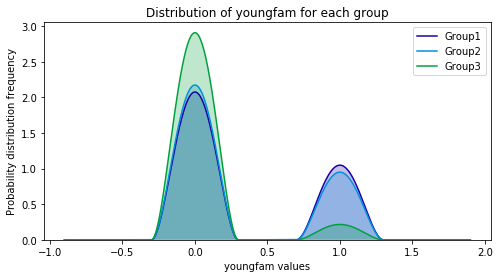 Distribution of youngfam for each group
Group1
Group2
Group3
Probability distribution frequency
3.0
2.5
2.0
1.5
1.0
0.5
0.0
−1.0 −0.5 0.0 0.5 1.0 1.5 2.0
youngfam values